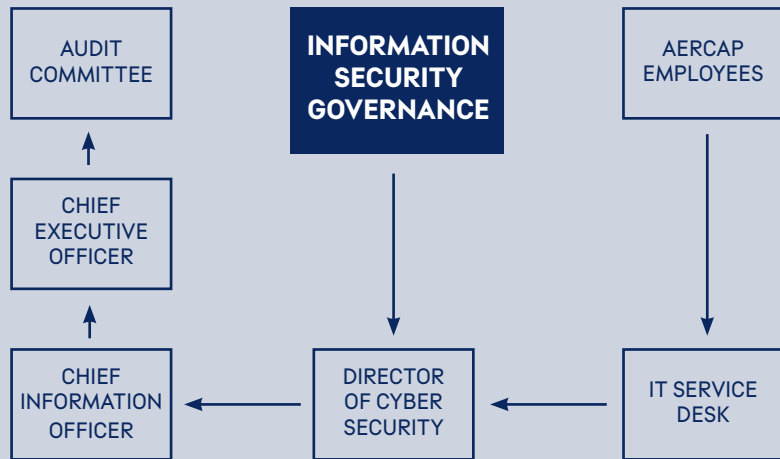 AUDIT
COMMITTEE
INFORMATION
SECURITY
GOVERNANCE
AERCAP
EMPLOYEES
CHIEF
EXECUTIVE
OFFICER
CHIEF
INFORMATION
OFFICER
DIRECTOR
OF CYBER
SECURITY
IT SERVICE
DESK